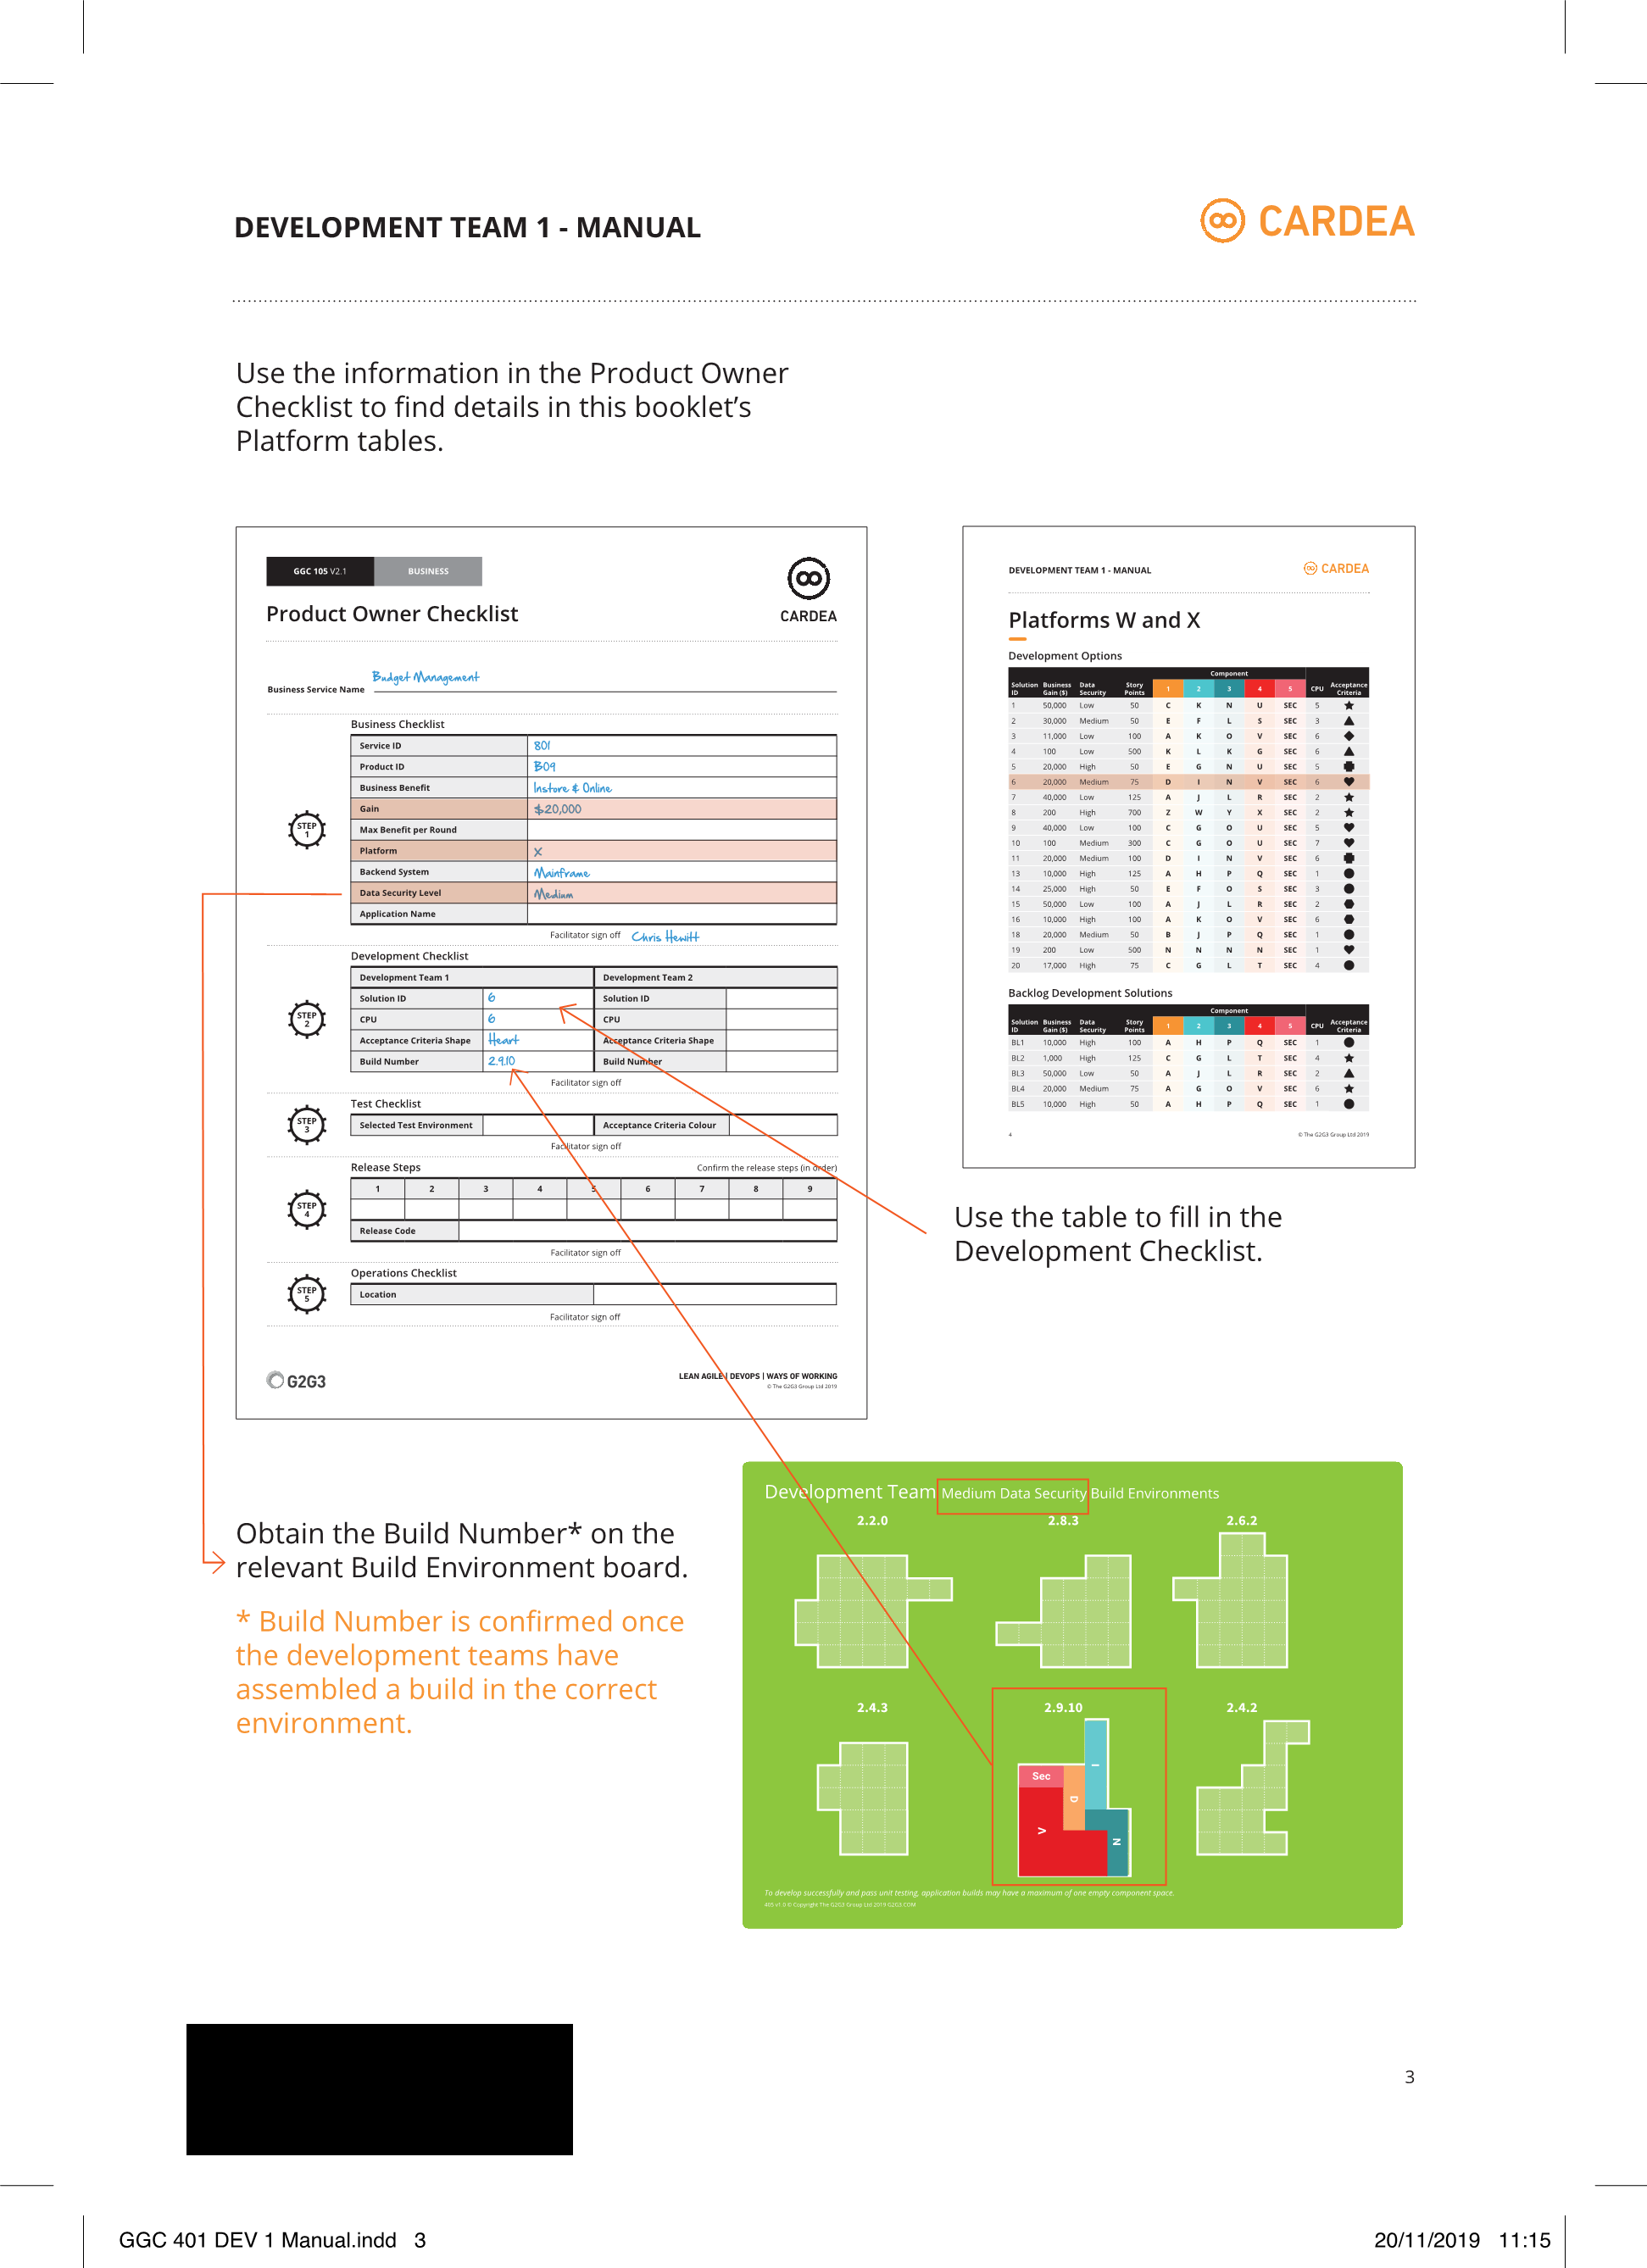 DEVELOPMENT TEAM 1 - MANUAL
CARDEA
Use the information in the Product Owner
Checklist to find details in this booklet’s
Platform tables.
GGC 105 V2.1 BUSINESS
CARDEA
Product Owner Checklist
Business Service Name Budget Management
Business Checklist
STEP 1
Service ID 801
Product ID B09
Business Benefit Instore & Online
Gain $20,000
Max Benefit per Round
Platform X
Backend System Mainframe
Data Security Level Medium
Application Name
Facilitator sign off Chris Hewitt
Development Checklist
STEP 2
Development Team 1 Development Team 2
Solution ID 6 Solution ID
CPU 6 CPU
Acceptance Criteria Shape Heart Acceptance Criteria Shape
Build Number 2.9.10 Build Number
Facilitator sign off
Test Checklist
STEP 3
Selected Test Environment Acceptance Criteria Colour
Facilitator sign off
Release Steps Confirm the release steps (in order)
STEP 4
1 2 3 4 5 6 7 8 9
Release Code
Facilitator sign off
Operations Checklist
STEP 5
Location
Facilitator sign off
G2G3
LEAN AGILE | DEVOPS | WAYS OF WORKING
© The G2G3 Group Ltd 2019
DEVELOPMENT TEAM 1 - MANUAL
CARDEA
Platforms W and X
Development Options
Component
Solution ID Business Gain ($) Data Security Story Points 1 2 3 4 5 CPU Acceptance Criteria
1 50,000 Low 50 C K N U SEC 5
2 30,000 Medium 50 E F L S SEC 3
3 11,000 Low 100 A K O V SEC 6
4 100 Low 500 K L K G SEC 6
5 20,000 High 50 E G N U SEC 5
6 20,000 Medium 75 D I N V SEC 6
7 40,000 Low 125 A J L R SEC 2
8 200 High 700 Z W Y X SEC 2
9 40,000 Low 100 C G O U SEC 5
10 100 Medium 300 C G O U SEC 7
11 20,000 Medium 100 D I N V SEC 6
13 10,000 High 125 A H P Q SEC 1
14 25,000 High 50 E F O S SEC 3
15 50,000 Low 100 A J L R SEC 2
16 10,000 High 100 A K O V SEC 6
18 20,000 Medium 50 B J P Q SEC 1
19 200 Low 500 N N N N SEC 1
20 17,000 High 75 C G L T SEC 4
Backlog Development Solutions
Component
Solution ID Business Gain ($) Data Security Story Points 1 2 3 4 5 CPU Acceptance Criteria
BL1 10,000 High 100 A H P Q SEC 1
BL2 1,000 High 125 C G L T SEC 4
BL3 50,000 Low 50 A J L R SEC 2
BL4 20,000 Medium 75 A G O V SEC 6
BL5 10,000 High 50 A H P Q SEC 1
4 © The G2G3 Group Ltd 2019
Use the table to fill in the
Development Checklist.
Obtain the Build Number* on the
relevant Build Environment board.
* Build Number is confirmed once
the development teams have
assembled a build in the correct
environment.
Development Team Medium Data Security Build Environments
2.2.0 2.8.3 2.6.2
2.4.3 2.9.10 2.4.2
Sec
D
I
V
N
To develop successfully and pass unit testing, application builds may have a maximum of one empty component space.
3
GGC 401 DEV 1 Manual.indd 3
20/11/2019 11:15